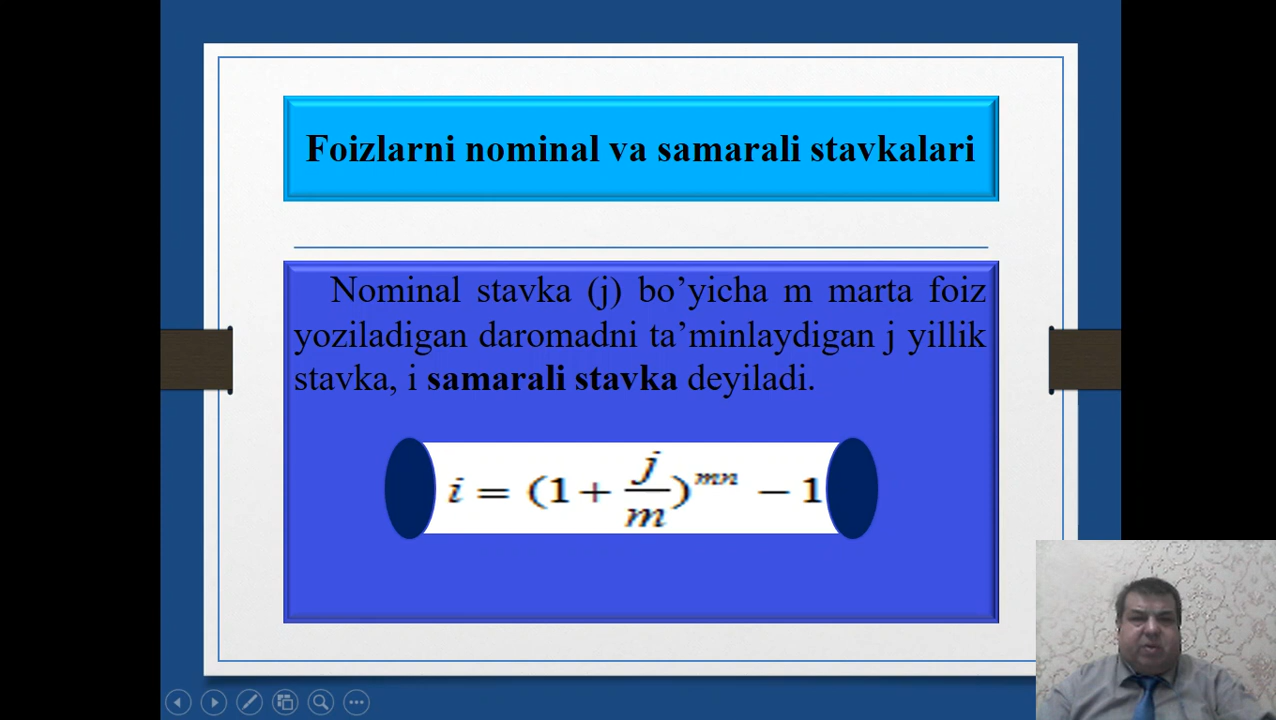 Foizlarni nominal va samarali stavkalari
Nominal stavka (j) bo’yicha m marta foiz
yoziladigan daromadni ta’minlaydigan j yillik
stavka, i samarali stavka deyiladi.
i = (1 + j/m)^mn − 1